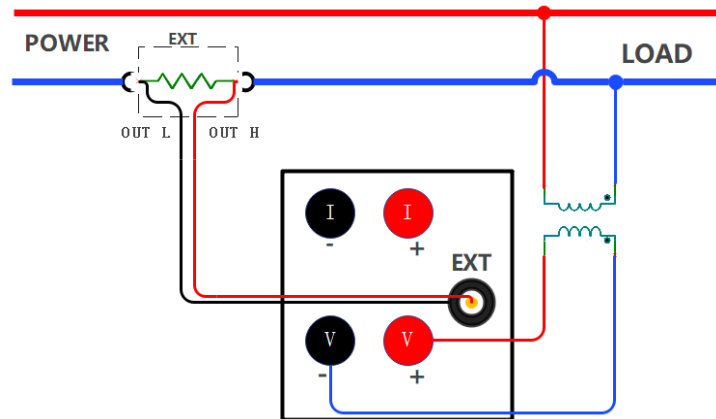 EXT
POWER
LOAD
OUT L OUT H
I I
- +
EXT
V V
- +